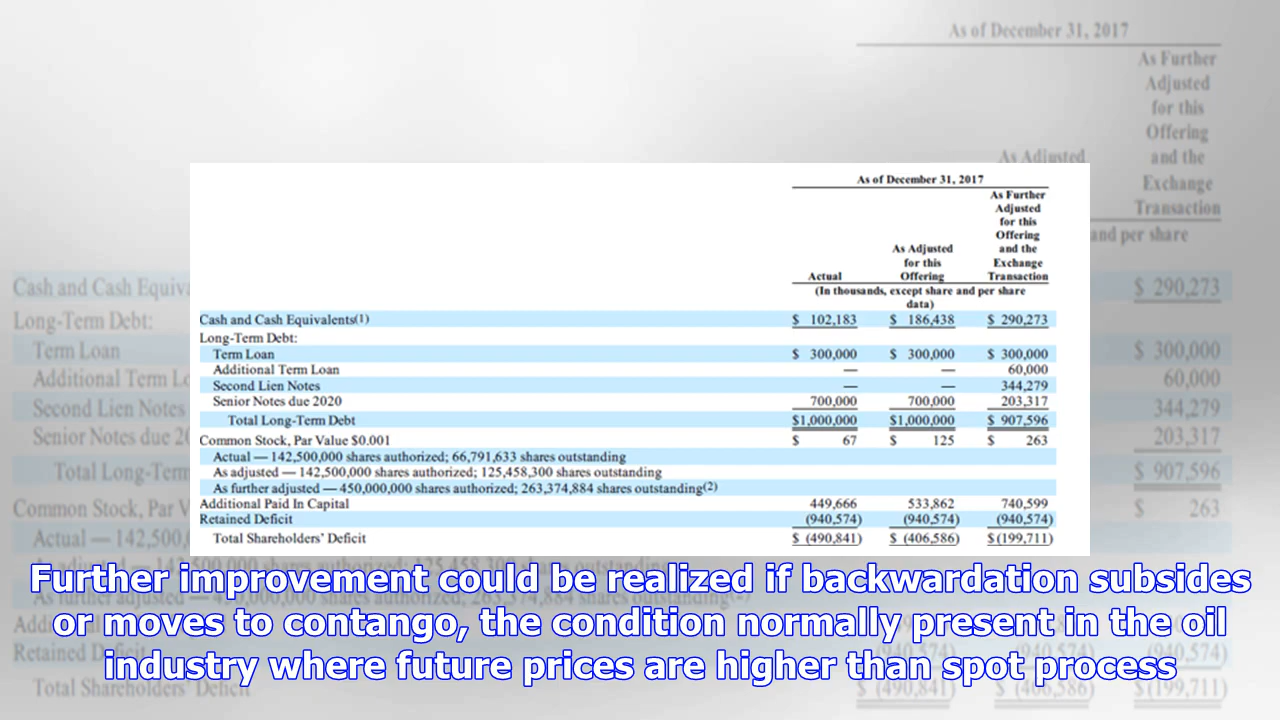 As of December 31, 2017
As Further
Adjusted
for this
Offering
As Adjusted and the
for this Exchange
Actual Offering Transaction
(In thousands, except share and per share
data)
Cash and Cash Equivalents(1) $ 102,183 $ 186,438 $ 290,273
Long-Term Debt:
Term Loan $ 300,000 $ 300,000 $ 300,000
Additional Term Loan — — 60,000
Second Lien Notes — — 344,279
Senior Notes due 2020 700,000 700,000 203,317
Total Long-Term Debt $1,000,000 $1,000,000 $ 907,596
Common Stock, Par Value $0.001 $ 67 $ 125 $ 263
Actual — 142,500,000 shares authorized; 66,791,633 shares outstanding
As adjusted — 142,500,000 shares authorized; 125,458,300 shares outstanding
As further adjusted — 450,000,000 shares authorized; 263,374,884 shares outstanding(2)
Additional Paid In Capital 449,666 533,862 740,599
Retained Deficit (940,574) (940,574) (940,574)
Total Shareholders' Deficit $ (490,841) $ (406,586) $(199,711)
Further improvement could be realized if backwardation subsides
or moves to contango, the condition normally present in the oil
industry where future prices are higher than spot process